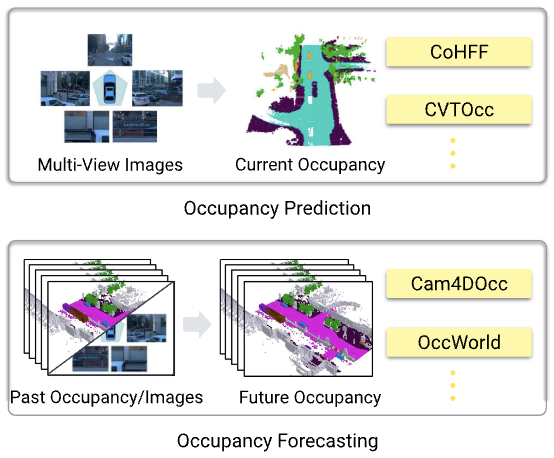 CoHFF
CVTOcc
Multi-View Images
Current Occupancy
Occupancy Prediction
Cam4DOcc
OccWorld
Past Occupancy/Images
Future Occupancy
Occupancy Forecasting